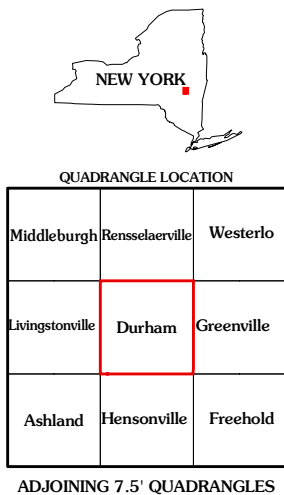 NEW YORK
QUADRANGLE LOCATION
Middleburgh Rensselaerville Westerlo
Livingstonville Durham Greenville
Ashland Hensonville Freehold
ADJOINING 7.5' QUADRANGLES